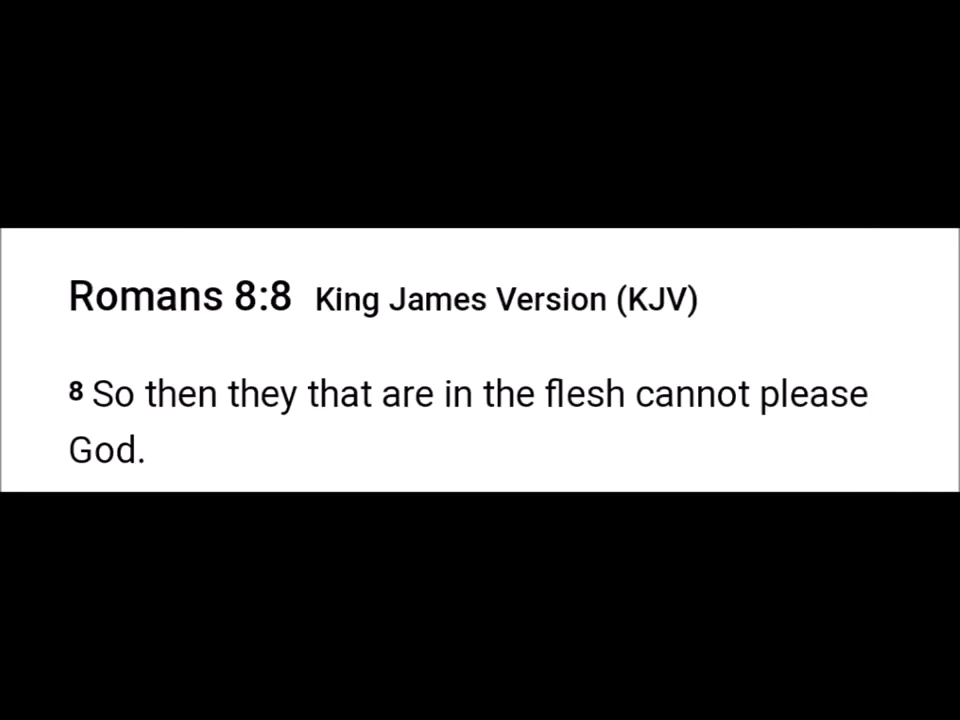 Romans 8:8 King James Version (KJV)
8 So then they that are in the flesh cannot please
God.